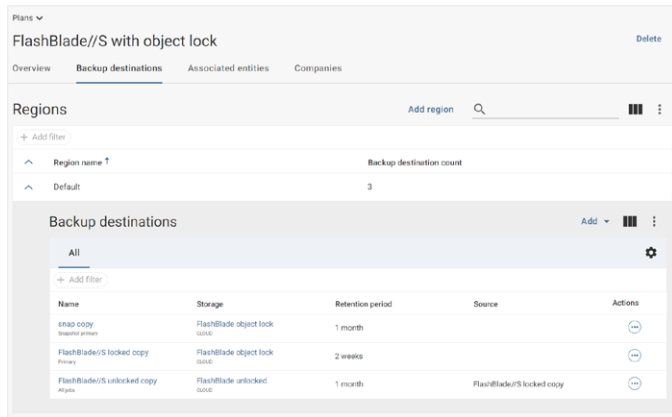 Plans
FlashBlade//S with object lock
Delete
Overview Backup destinations Associated entities Companies
Regions
Add region
+ Add filter
Region name ↑ Backup destination count
Default 3
Backup destinations
Add
All
+ Add filter
Name Storage Retention period Source Actions
snap copy FlashBlade object lock 1 month
Snapshot primary CLOUD
FlashBlade//S locked copy FlashBlade object lock 2 weeks
Primary CLOUD
FlashBlade//S unlocked copy FlashBlade unlocked 1 month FlashBlade//S locked copy
All jobs CLOUD